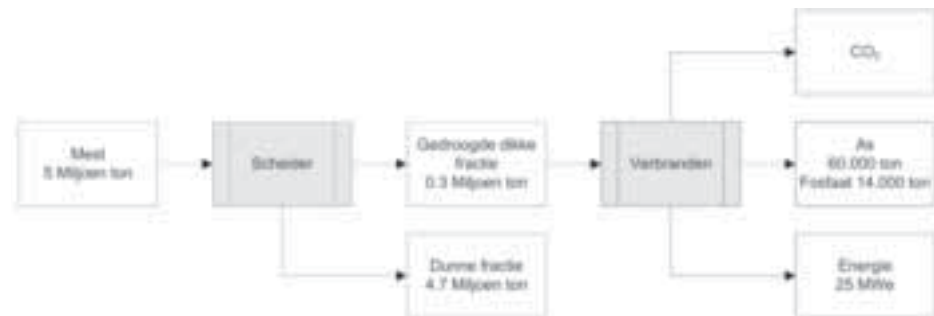 Mest
5 Miljoen ton
Scheider
Gedroogde dikke
fractie
0.3 Miljoen ton
Verbranden
CO₂
As
60.000 ton
Fosfaat 14.000 ton
Dunne fractie
4.7 Miljoen ton
Energie
25 MWe